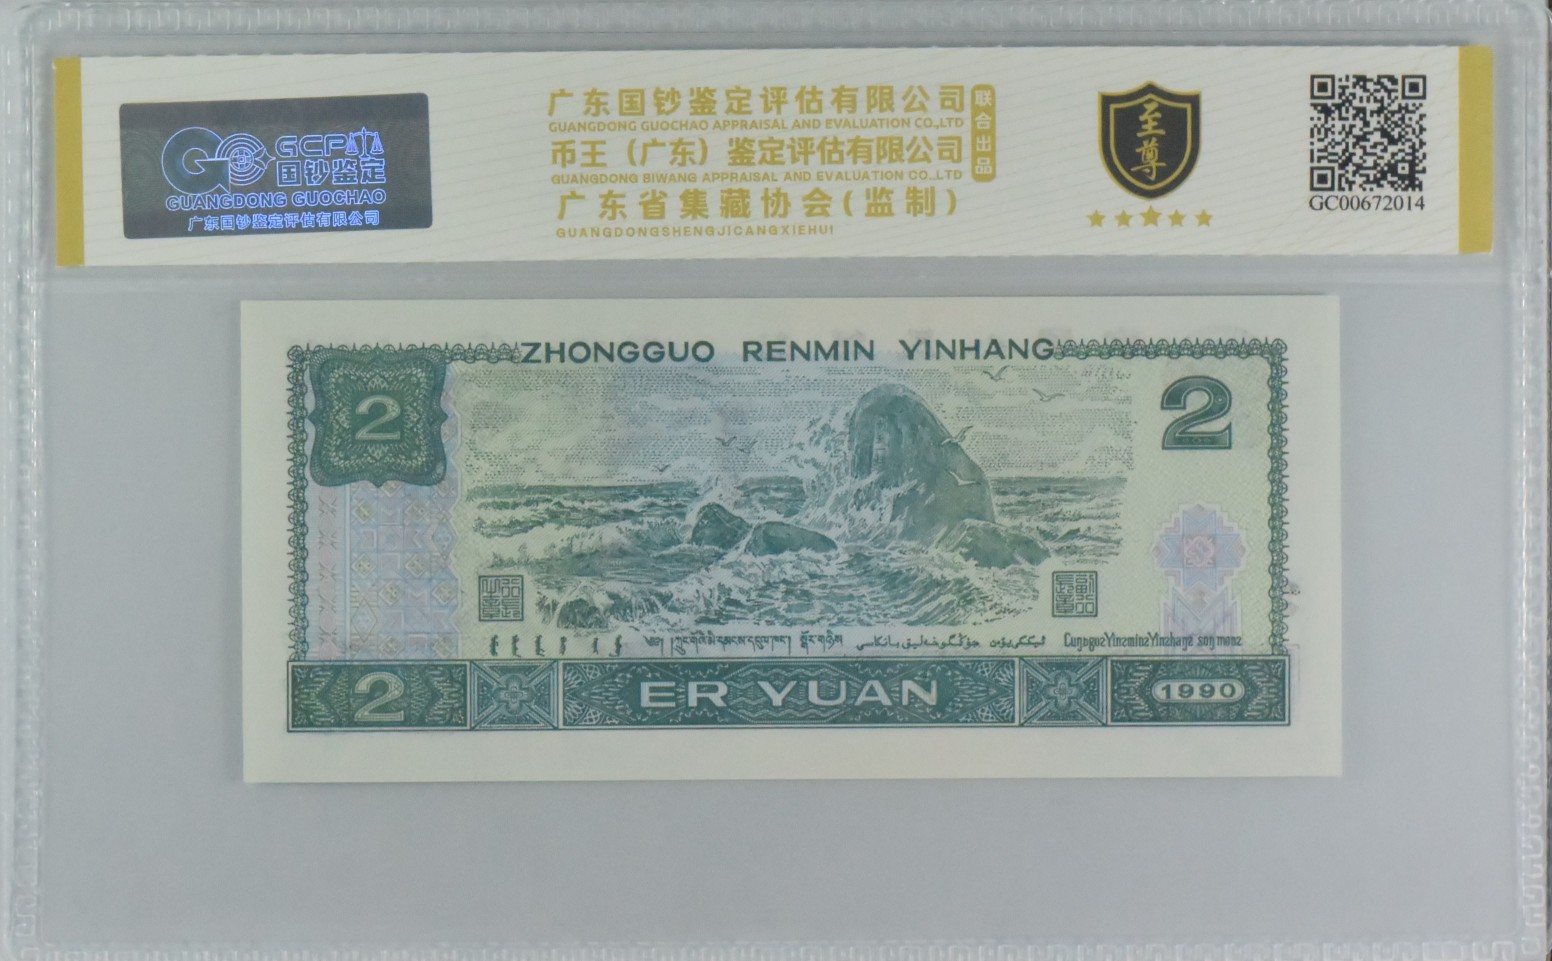 GCP
国钞鉴定
GUANGDONG GUOCHAO
广东国钞鉴定评估有限公司
广东国钞鉴定评估有限公司
GUANGDONG GUOCHAO APPRAISAL AND EVALUATION CO.,LTD
币王（广东）鉴定评估有限公司
GUANGDONG BIWANG APPRAISAL AND EVALUATION CO.,LTD
广东省集藏协会(监制)
GUANGDONGSHENGJICANGXIEHUI
联合出品
至尊
GC00672014
ZHONGGUO RENMIN YINHANG
2
2
CungguezYinzminzYinzhangz song maenz
2
ER YUAN
1990